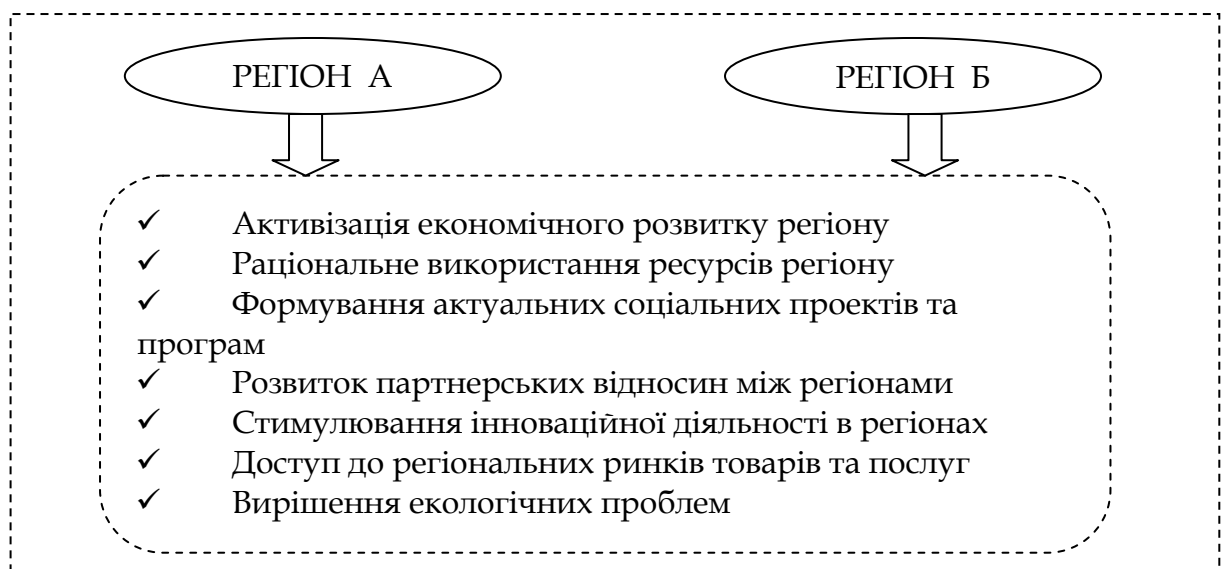 РЕГІОН А
РЕГІОН Б
✓ Активізація економічного розвитку регіону
✓ Раціональне використання ресурсів регіону
✓ Формування актуальних соціальних проектів та
програм
✓ Розвиток партнерських відносин між регіонами
✓ Стимулювання інноваційної діяльності в регіонах
✓ Доступ до регіональних ринків товарів та послуг
✓ Вирішення екологічних проблем